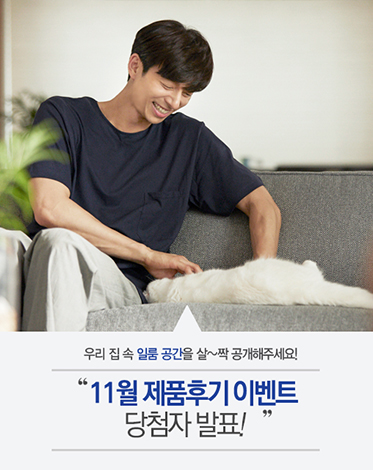 우리 집 속 일룸 공간을 살~짝 공개해주세요!
“11월 제품후기 이벤트
당첨자 발표! ”